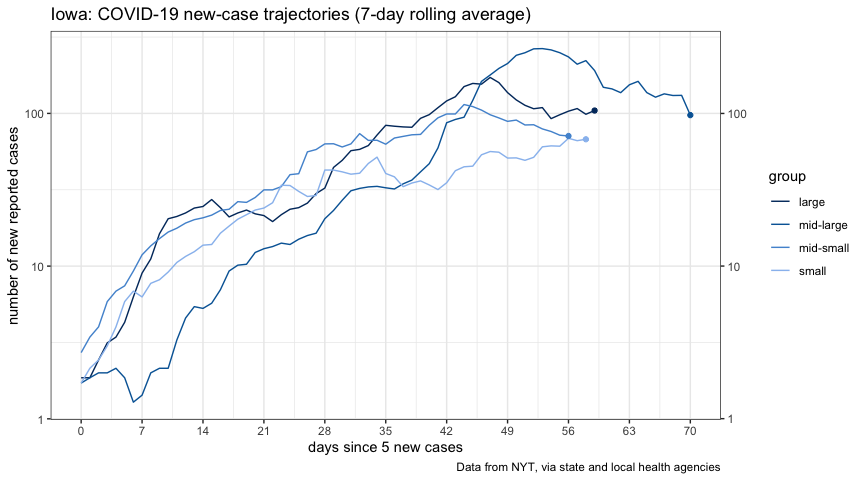 Iowa: COVID-19 new-case trajectories (7-day rolling average)
number of new reported cases
100
10
1
100
10
1
0 7 14 21 28 35 42 49 56 63 70
days since 5 new cases
Data from NYT, via state and local health agencies
group
large
mid-large
mid-small
small